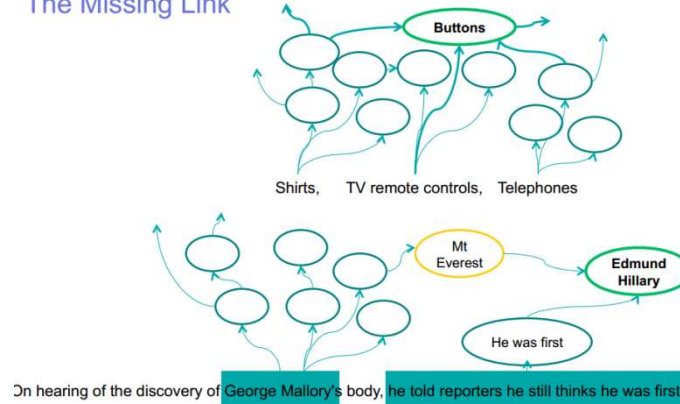 The Missing Link
Buttons
Shirts, TV remote controls, Telephones
Mt
Everest
Edmund
Hillary
He was first
On hearing of the discovery of George Mallory's body, he told reporters he still thinks he was first